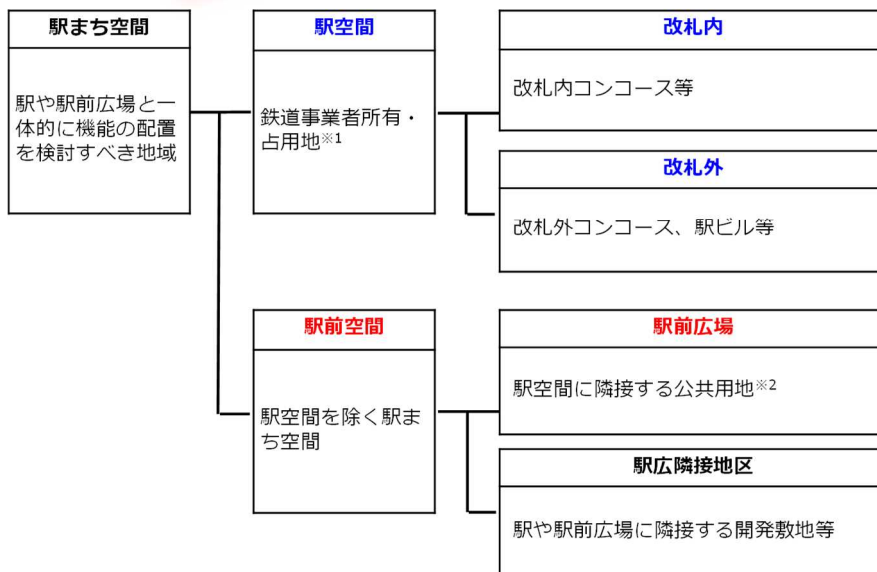 駅まち空間
駅や駅前広場と一
体的に機能の配置
を検討すべき地域
駅空間
鉄道事業者所有・
占用地※1
改札内
改札内コンコース等
改札外
改札外コンコース、駅ビル等
駅前空間
駅空間を除く駅ま
ち空間
駅前広場
駅空間に隣接する公共用地※2
駅広隣接地区
駅や駅前広場に隣接する開発敷地等